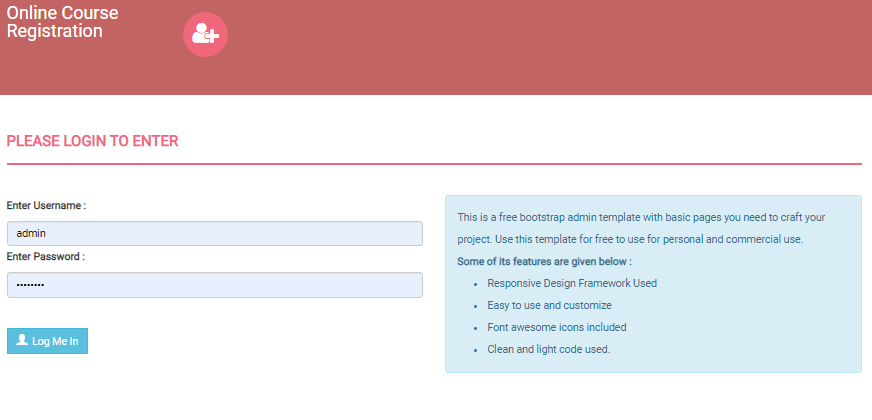 Online Course
Registration
PLEASE LOGIN TO ENTER
Enter Username :
admin
Enter Password :
••••••••
Log Me In
This is a free bootstrap admin template with basic pages you need to craft your
project. Use this template for free to use for personal and commercial use.
Some of its features are given below :
• Responsive Design Framework Used
• Easy to use and customize
• Font awesome icons included
• Clean and light code used.